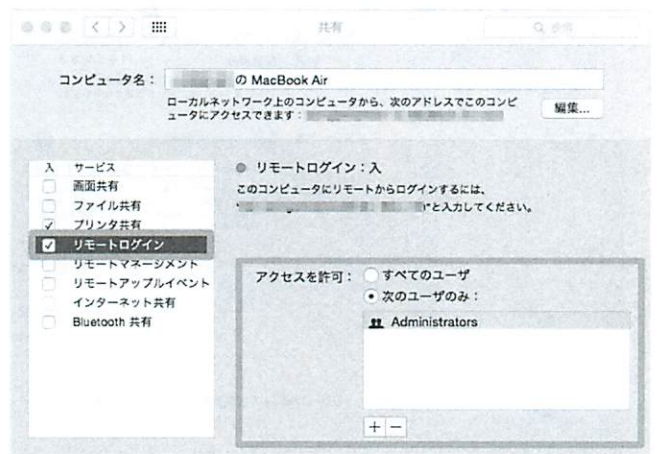 共有
検索
コンピュータ名：
の MacBook Air
ローカルネットワーク上のコンピュータから、次のアドレスでこのコンピ
ュータにアクセスできます：
編集...
入 サービス
画面共有
ファイル共有
プリンタ共有
リモートログイン
リモートマネージメント
リモートアップルイベント
インターネット共有
Bluetooth 共有
リモートログイン：入
このコンピュータにリモートからログインするには、
"と入力してください。
アクセスを許可：
すべてのユーザ
次のユーザのみ：
Administrators